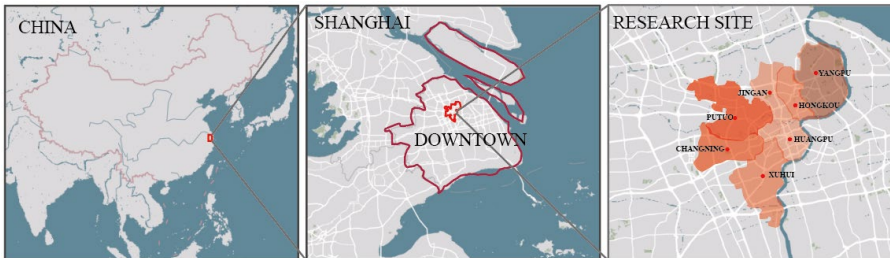 CHINA
SHANGHAI
DOWNTOWN
RESEARCH SITE
YANGPU
JINGAN
HONGKOU
PUTUO
HUANGPU
CHANGNING
XUHUI